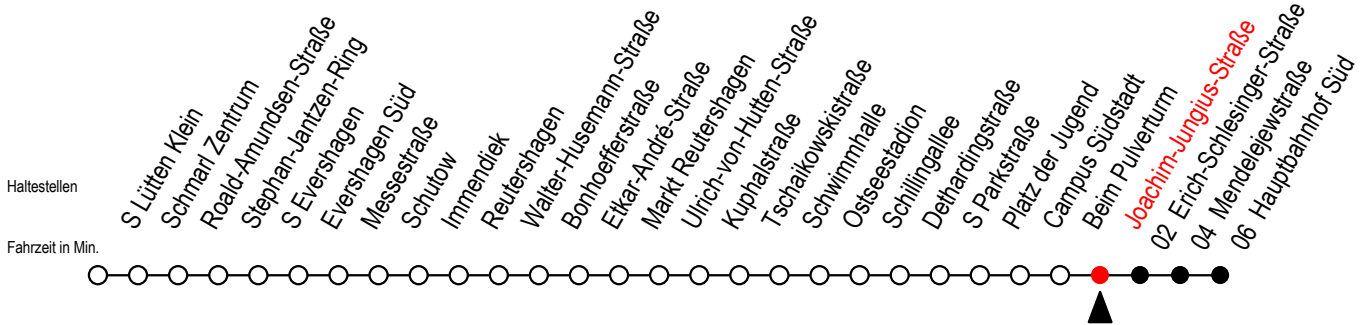 S Lütten Klein
Schmarl Zentrum
Roald-Amundsen-Straße
Stephan-Jantzen-Ring
S Evershagen
Evershagen Süd
Messestraße
Schutow
Immendiek
Reutershagen
Walter-Husemann-Straße
Bonhoefferstraße
Etkar-André-Straße
Markt Reutershagen
Ulrich-von-Hutten-Straße
Kuphalstraße
Tschaikowskistraße
Schwimmhalle
Ostseestadion
Schillingallee
Dethardingstraße
S Parkstraße
Platz der Jugend
Campus Südstadt
Beim Pulverturm
Joachim-Jungius-Straße
02 Erich-Schlesinger-Straße
04 Mendelejewstraße
06 Hauptbahnhof Süd
Haltestellen
Fahrzeit in Min.